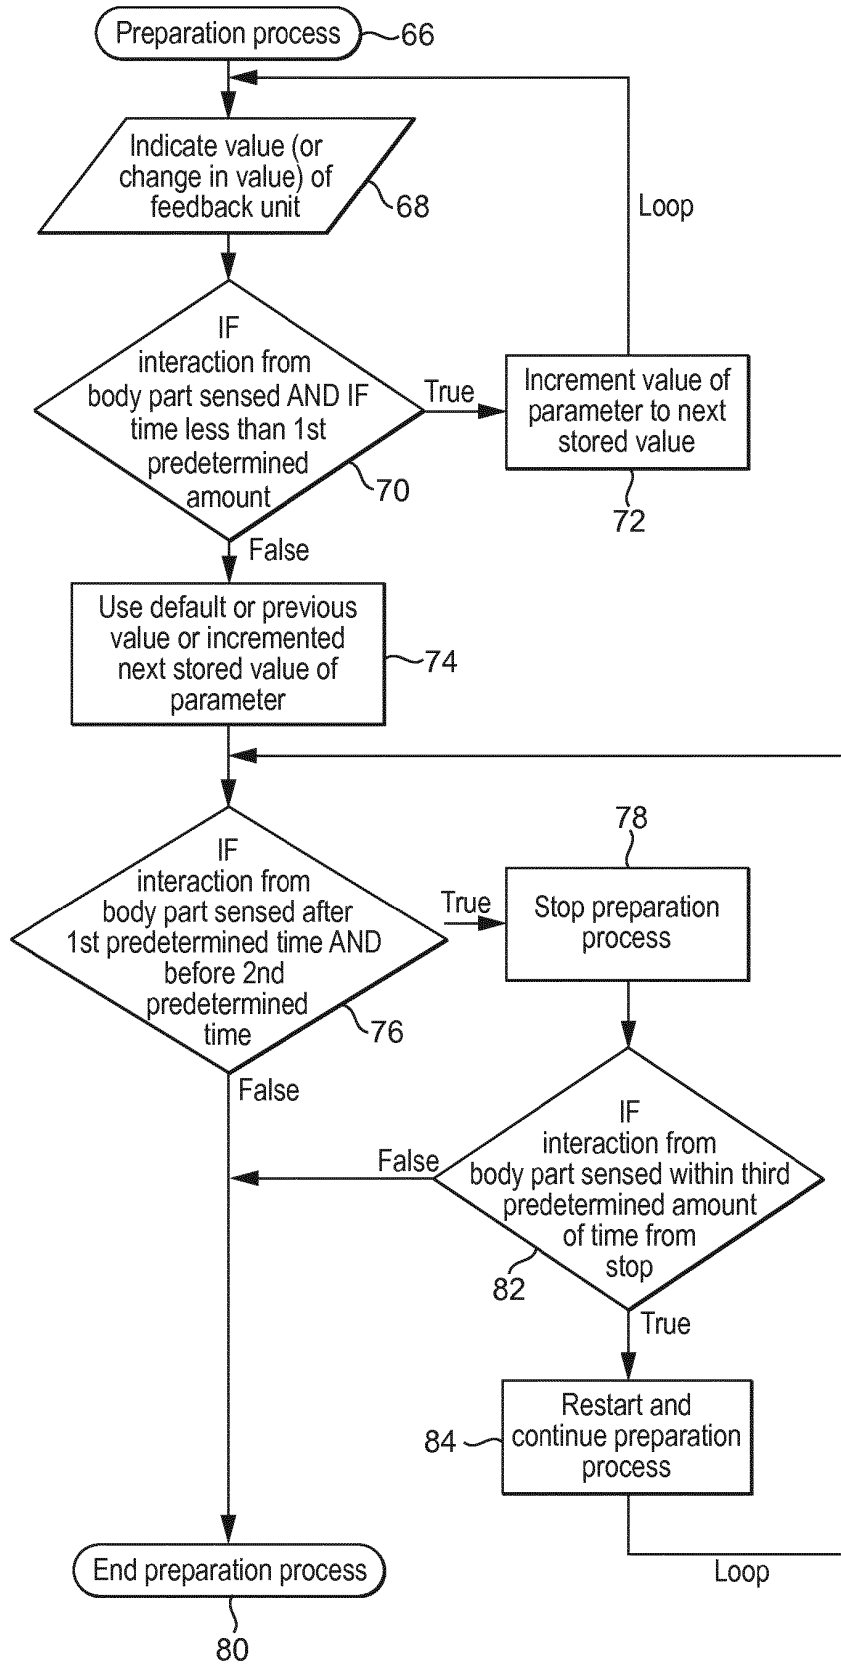 Preparation process
66
Indicate value (or
change in value) of
feedback unit
68
Loop
IF
interaction from
body part sensed AND IF
time less than 1st
predetermined
amount
70
True
Increment value of
parameter to next
stored value
72
False
Use default or previous
value or incremented
next stored value of
parameter
74
IF
interaction from
body part sensed after
1st predetermined time AND
before 2nd
predetermined
time
76
True
78
Stop preparation
process
False
False
IF
interaction from
body part sensed within third
predetermined amount
of time from
stop
82
True
Restart and
continue preparation
process
84
Loop
End preparation process
80